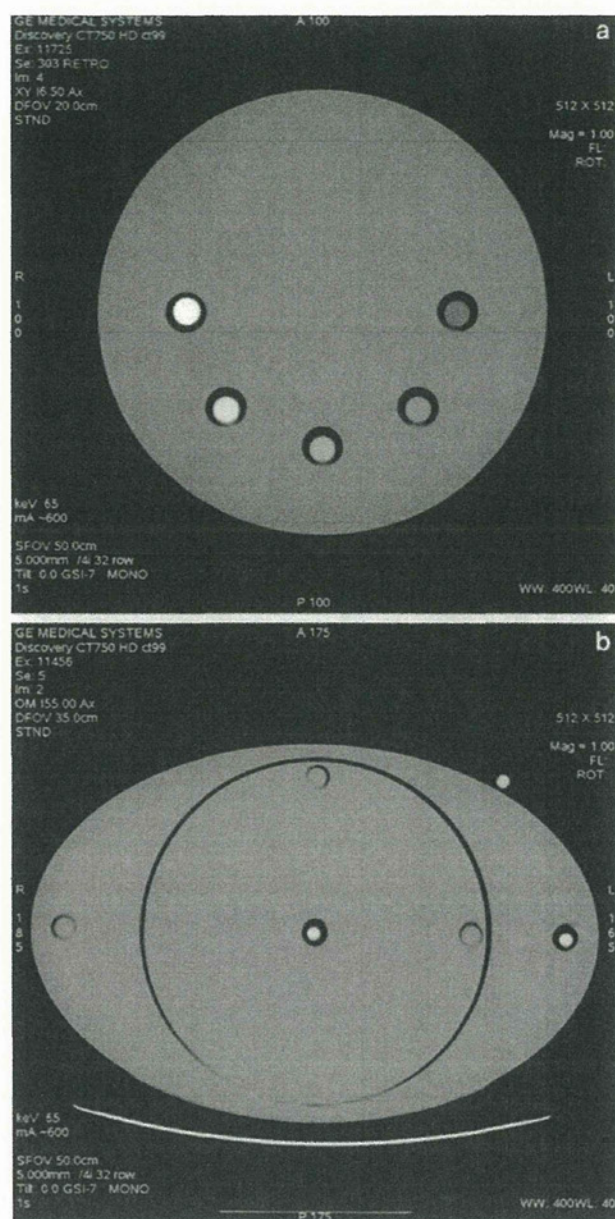 GE MEDICAL SYSTEMS
Discovery CT750 HD ct99
Ex: 11725
Se: 303 RETRO
Im: 4
XY I6.50 Ax
DFOV 20.0cm
STND
A 100
a
512 X 512
Mag = 1.00
FL:
ROT:
R
1
0
0
L
1
0
0
keV 65
mA ~600
SFOV 50.0cm
5.000mm /4i 32 row
Tilt: 0.0 GSI-7 MONO
1s
P 100
WW: 400WL: 40
GE MEDICAL SYSTEMS
Discovery CT750 HD ct99
Ex: 11456
Se: 5
Im: 2
OM I55.00 Ax
DFOV 35.0cm
STND
A 175
b
512 X 512
Mag = 1.00
FL:
ROT:
R
1
8
5
L
1
6
5
keV 65
mA ~600
SFOV 50.0cm
5.000mm /4i 32 row
Tilt: 0.0 GSI-7 MONO
1s
P 175
WW: 400WL: 40